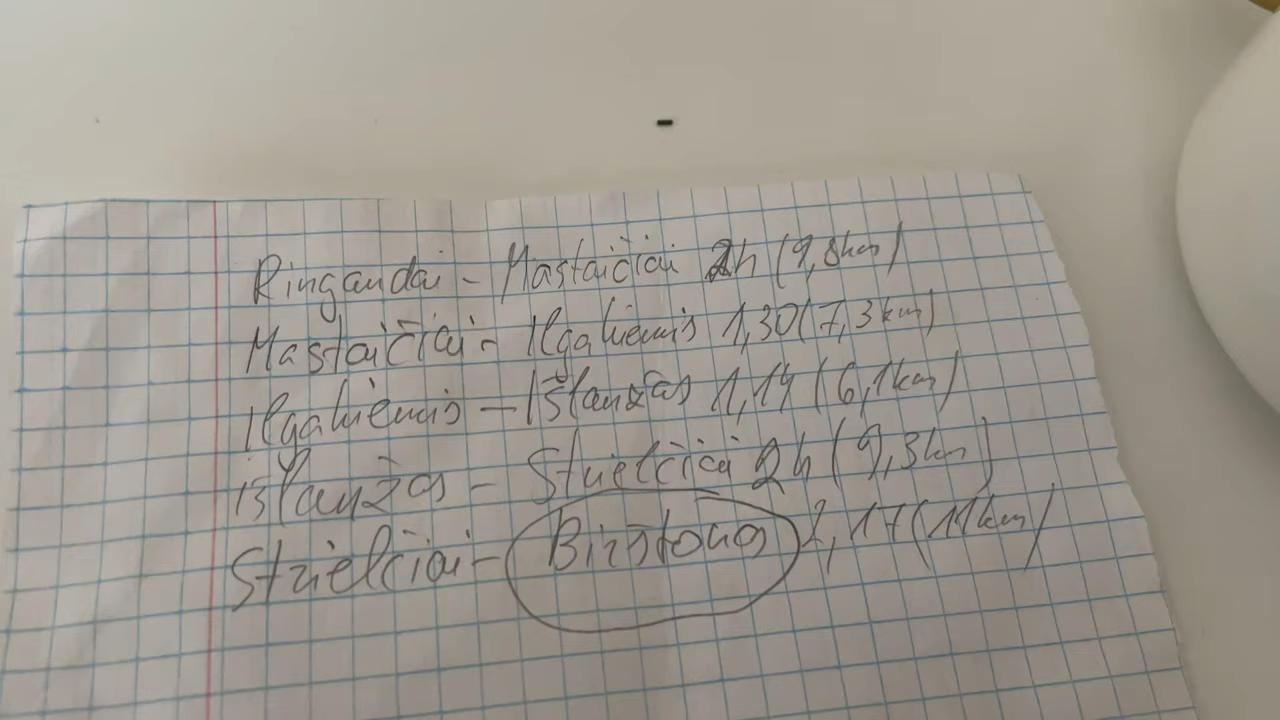 Ringaudai - Mastaičiai 2h (9,8km)
Mastaičiai - Ilgakiemis 1,30 (7,3km)
Ilgakiemis - Išlaužas 1,14 (6,1km)
Išlaužas - Strielčiai 2h (9,3km)
Strielčiai - Birštonas 2,17 (11km)